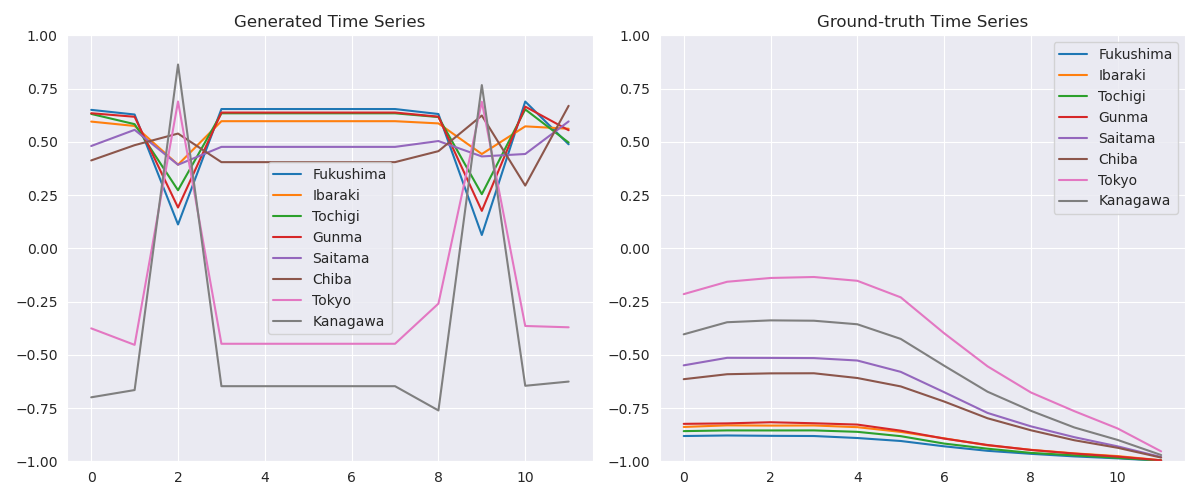 Generated Time Series
1.00
0.75
0.50
0.25
0.00
−0.25
−0.50
−0.75
−1.00
0 2 4 6 8 10
Fukushima
Ibaraki
Tochigi
Gunma
Saitama
Chiba
Tokyo
Kanagawa
Ground-truth Time Series
1.00
0.75
0.50
0.25
0.00
−0.25
−0.50
−0.75
−1.00
0 2 4 6 8 10
Fukushima
Ibaraki
Tochigi
Gunma
Saitama
Chiba
Tokyo
Kanagawa